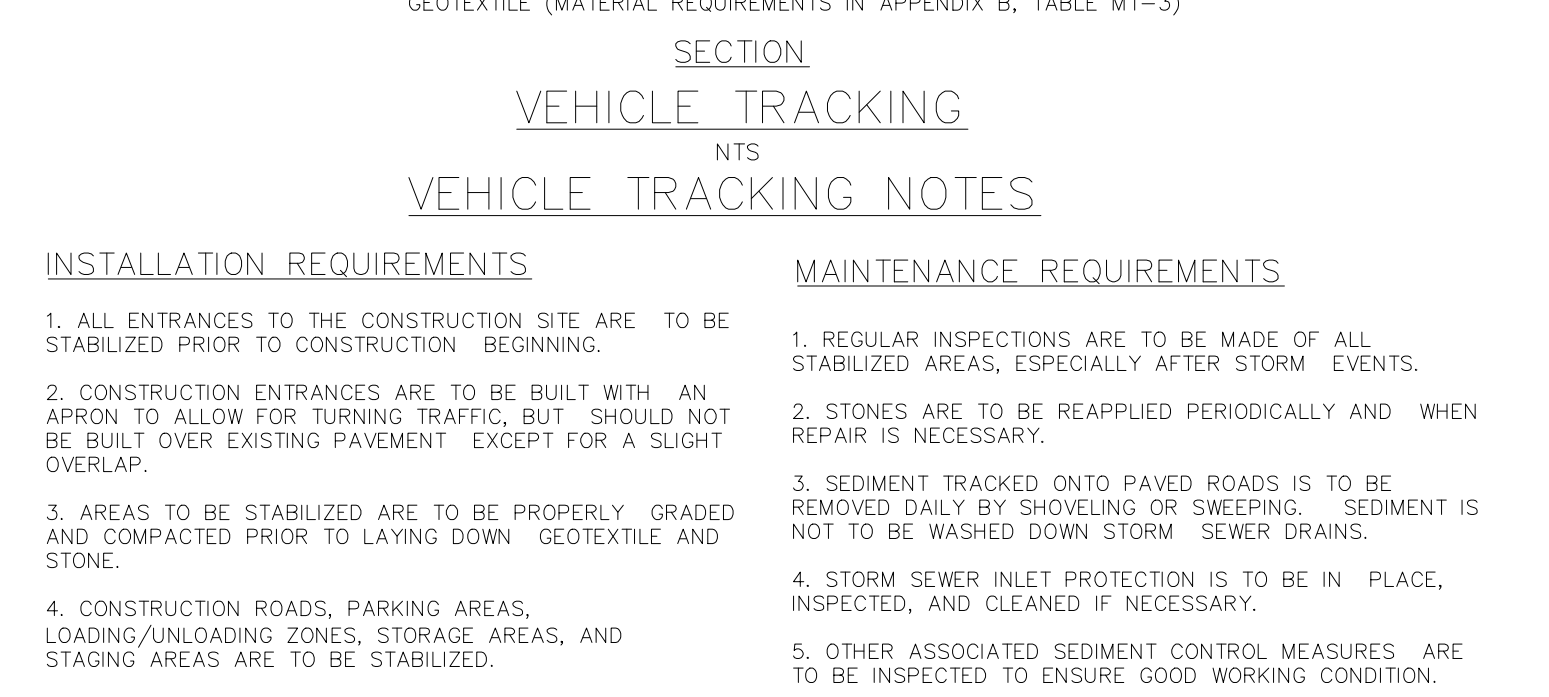 GEOTEXTILE (MATERIAL REQUIREMENTS IN APPENDIX B, TABLE MT-3)
SECTION
VEHICLE TRACKING
NTS
VEHICLE TRACKING NOTES
INSTALLATION REQUIREMENTS
1. ALL ENTRANCES TO THE CONSTRUCTION SITE ARE TO BE
STABILIZED PRIOR TO CONSTRUCTION BEGINNING.
2. CONSTRUCTION ENTRANCES ARE TO BE BUILT WITH AN
APRON TO ALLOW FOR TURNING TRAFFIC, BUT SHOULD NOT
BE BUILT OVER EXISTING PAVEMENT EXCEPT FOR A SLIGHT
OVERLAP.
3. AREAS TO BE STABILIZED ARE TO BE PROPERLY GRADED
AND COMPACTED PRIOR TO LAYING DOWN GEOTEXTILE AND
STONE.
4. CONSTRUCTION ROADS, PARKING AREAS,
LOADING/UNLOADING ZONES, STORAGE AREAS, AND
STAGING AREAS ARE TO BE STABILIZED.
MAINTENANCE REQUIREMENTS
1. REGULAR INSPECTIONS ARE TO BE MADE OF ALL
STABILIZED AREAS, ESPECIALLY AFTER STORM EVENTS.
2. STONES ARE TO BE REAPPLIED PERIODICALLY AND WHEN
REPAIR IS NECESSARY.
3. SEDIMENT TRACKED ONTO PAVED ROADS IS TO BE
REMOVED DAILY BY SHOVELING OR SWEEPING. SEDIMENT IS
NOT TO BE WASHED DOWN STORM SEWER DRAINS.
4. STORM SEWER INLET PROTECTION IS TO BE IN PLACE,
INSPECTED, AND CLEANED IF NECESSARY.
5. OTHER ASSOCIATED SEDIMENT CONTROL MEASURES ARE
TO BE INSPECTED TO ENSURE GOOD WORKING CONDITION.